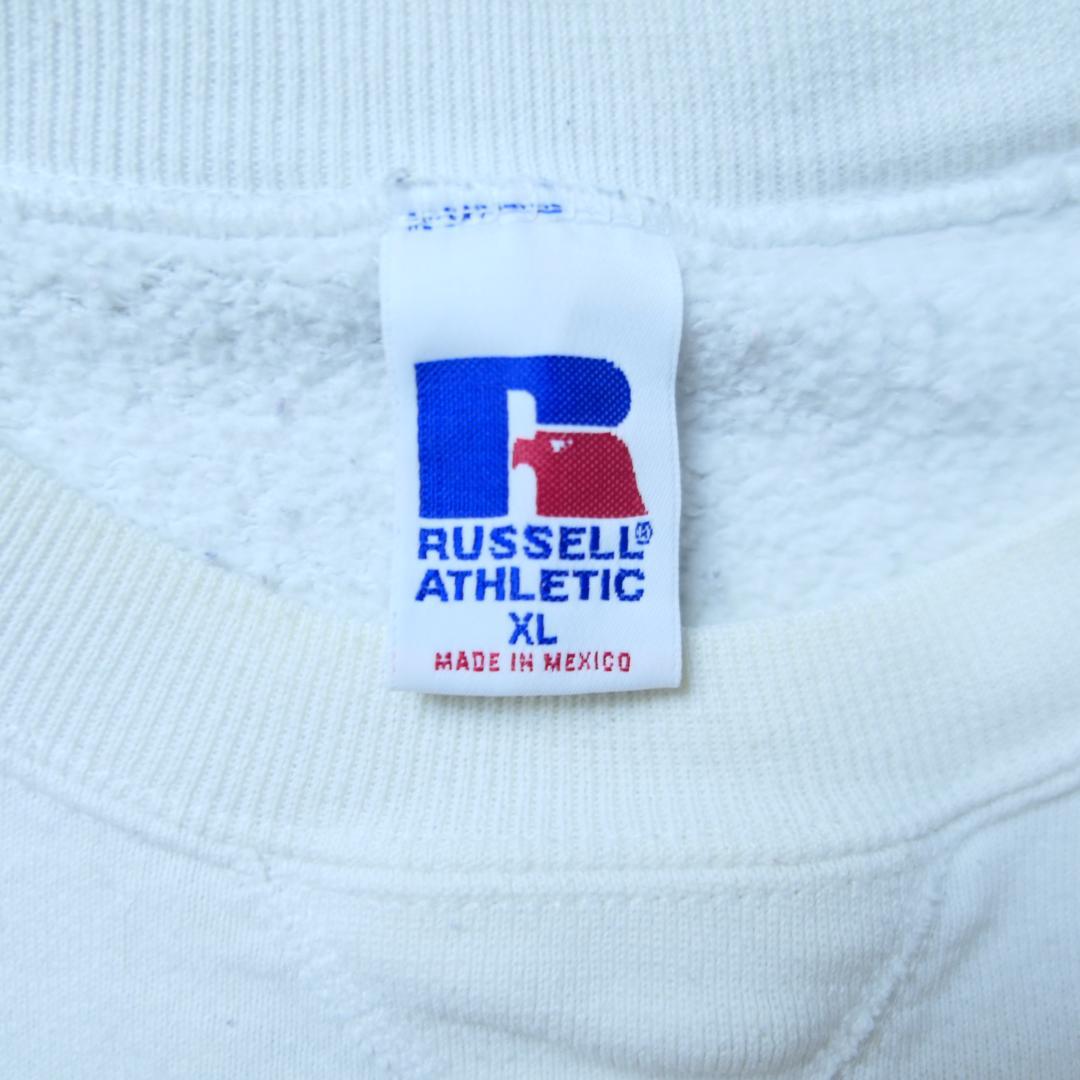 RUSSELL®
ATHLETIC
XL
MADE IN MEXICO